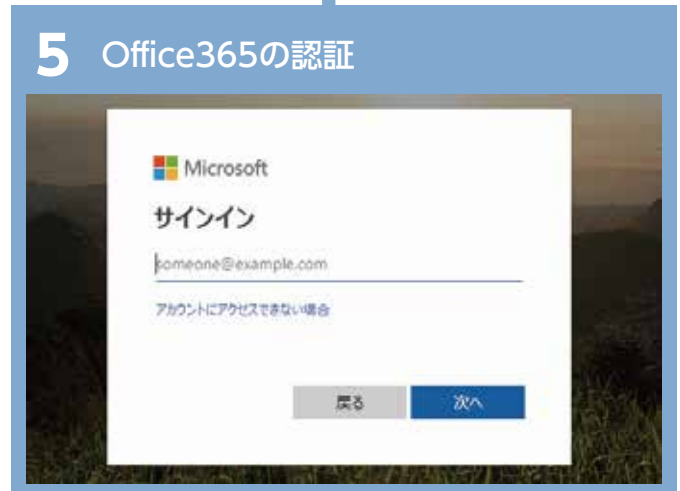 5 Office365の認証
Microsoft
サインイン
someone@example.com
アカウントにアクセスできない場合
戻る 次へ